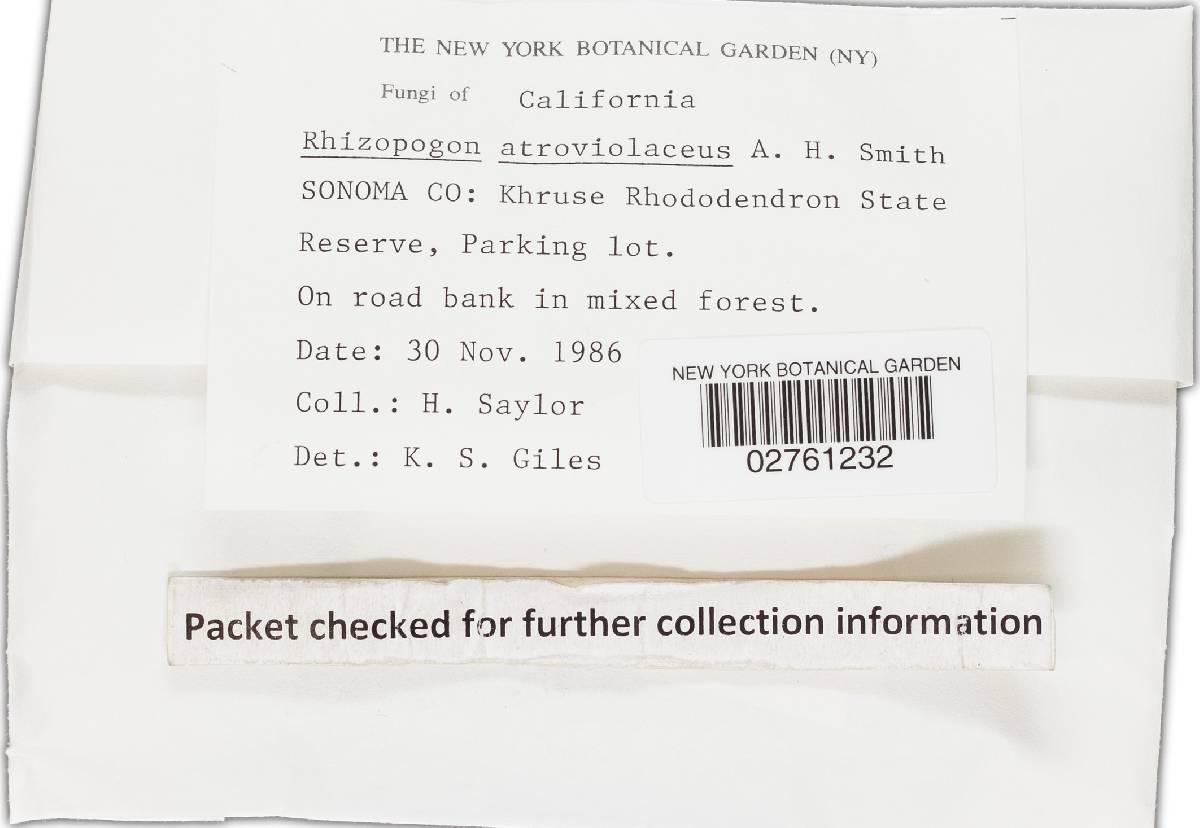 THE NEW YORK BOTANICAL GARDEN (NY)
Fungi of California
Rhizopogon atroviolaceus A. H. Smith
SONOMA CO: Khruse Rhododendron State
Reserve, Parking lot.
On road bank in mixed forest.
Date: 30 Nov. 1986
Coll.: H. Saylor
Det.: K. S. Giles
NEW YORK BOTANICAL GARDEN
02761232
Packet checked for further collection information